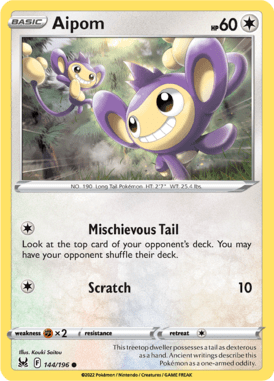 BASIC Aipom HP60
NO. 190 Long Tail Pokémon HT: 2'7" WT: 25.4 lbs.
Mischievous Tail
Look at the top card of your opponent's deck. You may
have your opponent shuffle their deck.
Scratch 10
weakness ×2 resistance retreat
Illus. Kouki Saitou
F 144/196
This treetop dweller possesses a tail as dexterous
as a hand. Ancient writings describe this
Pokémon as one of great charm.
©2022 Pokémon / Nintendo / Creatures / GAME FREAK